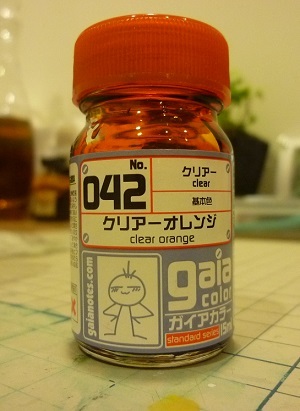 No.
042
クリアー
clear
基本色
クリアーオレンジ
clear orange
gaianotes.com
gaia
color
ガイアカラー
standard series
15ml